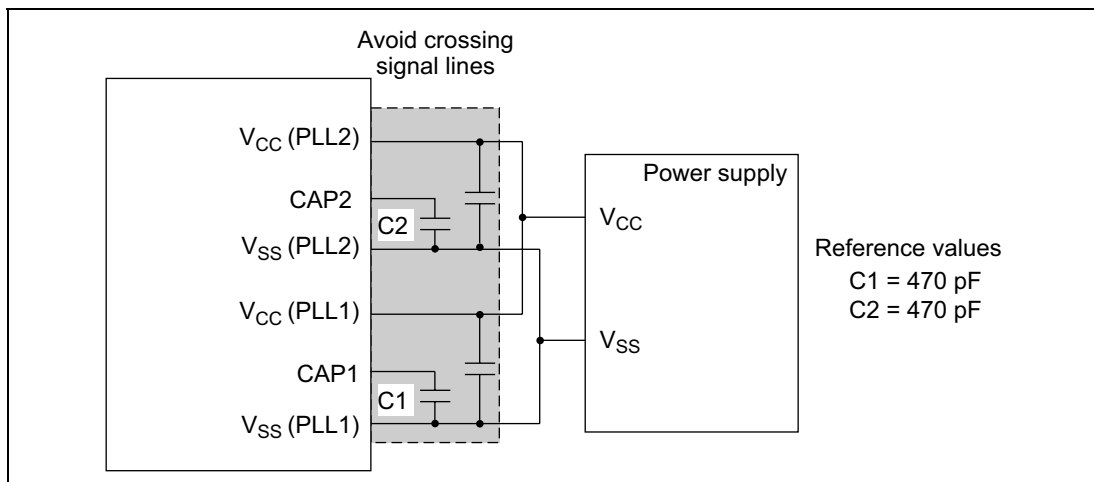 Avoid crossing
signal lines
V_CC (PLL2)
CAP2
C2
V_SS (PLL2)
V_CC (PLL1)
CAP1
C1
V_SS (PLL1)
Power supply
V_CC
V_SS
Reference values
C1 = 470 pF
C2 = 470 pF